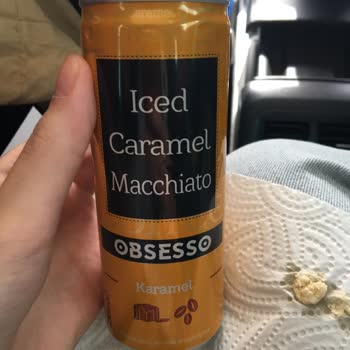 Iced
Caramel
Macchiato
OBSESSO
Karamel